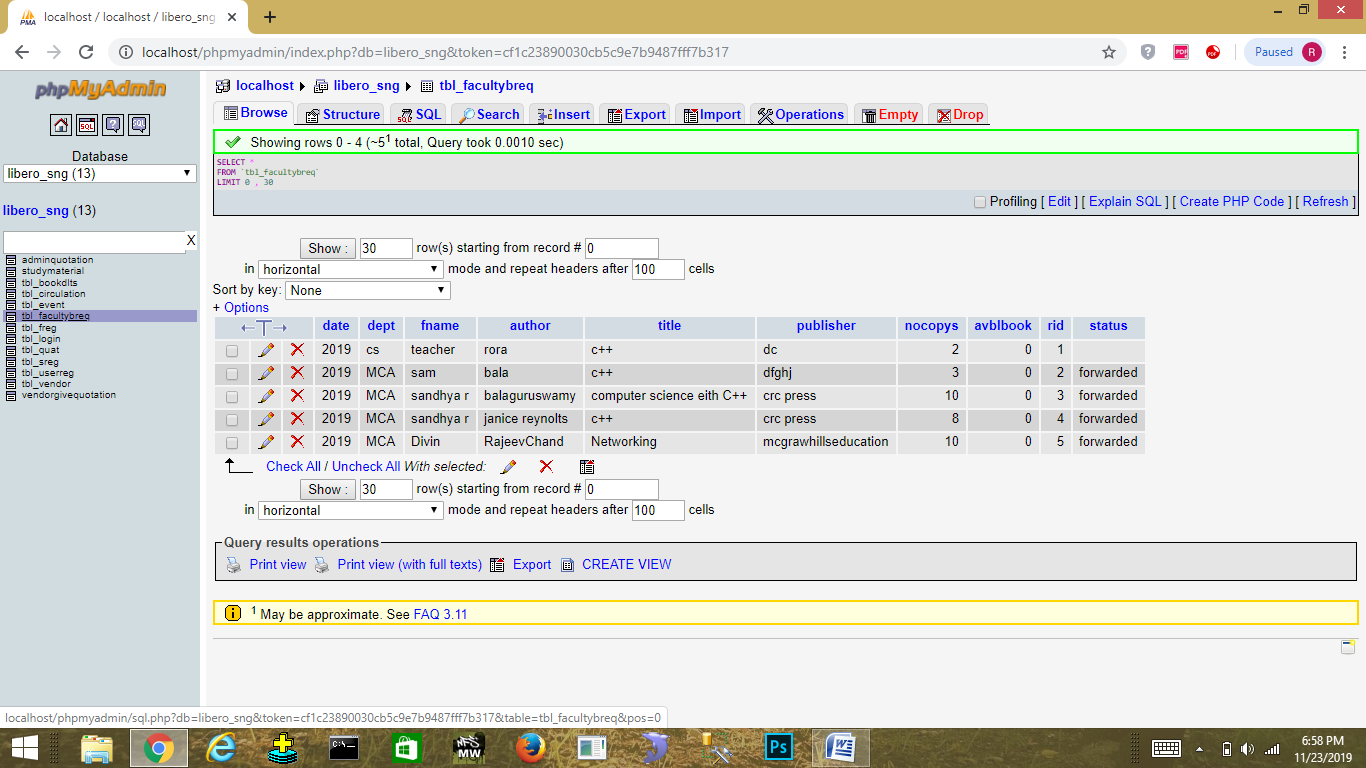 PMA localhost / localhost / libero_sng
localhost/phpmyadmin/index.php?db=libero_sng&token=cf1c23890030cb5c9e7b9487fff7b317
PDF
Paused R
phpMyAdmin
SQL
Database
libero_sng (13)
libero_sng (13)
X
adminquotation
studymaterial
tbl_bookdlts
tbl_circulation
tbl_event
tbl_facultybreq
tbl_freg
tbl_login
tbl_quat
tbl_sreg
tbl_userreg
tbl_vendor
vendorgivequotation
localhost libero_sng tbl_facultybreq
Browse Structure SQL Search Insert Export Import Operations Empty Drop
Showing rows 0 - 4 (~5¹ total, Query took 0.0010 sec)
SELECT *
FROM `tbl_facultybreq`
LIMIT 0 , 30
Profiling [ Edit ] [ Explain SQL ] [ Create PHP Code ] [ Refresh ]
Show : 30 row(s) starting from record # 0
in horizontal mode and repeat headers after 100 cells
Sort by key: None
+ Options
date dept fname author title publisher nocopys avblbook rid status
2019 cs teacher rora c++ dc 2 0 1
2019 MCA sam bala c++ dfghj 3 0 2 forwarded
2019 MCA sandhya r balaguruswamy computer science eith C++ crc press 10 0 3 forwarded
2019 MCA sandhya r janice reynolts c++ crc press 8 0 4 forwarded
2019 MCA Divin RajeevChand Networking mcgrawhillseducation 10 0 5 forwarded
Check All / Uncheck All With selected:
Show : 30 row(s) starting from record # 0
in horizontal mode and repeat headers after 100 cells
Query results operations
Print view Print view (with full texts) Export CREATE VIEW
¹ May be approximate. See FAQ 3.11
localhost/phpmyadmin/sql.php?db=libero_sng&token=cf1c23890030cb5c9e7b9487fff7b317&table=tbl_facultybreq&pos=0
C:\_ MW Ps W
6:58 PM
11/23/2019